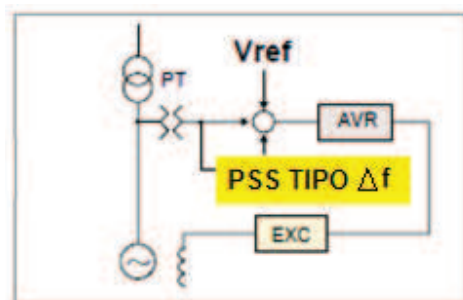 Vref
PT
AVR
PSS TIPO Δf
EXC